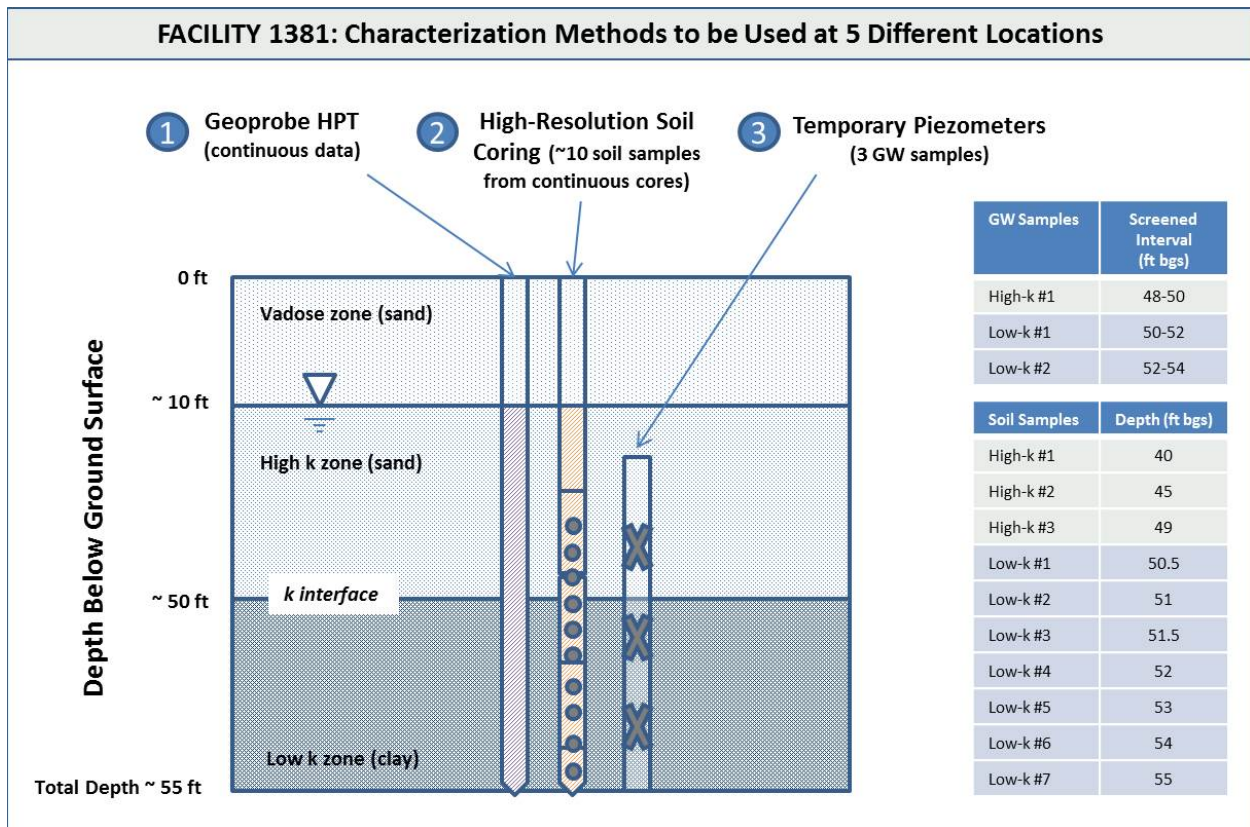 FACILITY 1381: Characterization Methods to be Used at 5 Different Locations
1
Geoprobe HPT
(continuous data)
2
High-Resolution Soil
Coring (~10 soil samples
from continuous cores)
3
Temporary Piezometers
(3 GW samples)
Depth Below Ground Surface
0 ft
Vadose zone (sand)
~ 10 ft
High k zone (sand)
k interface
~ 50 ft
Low k zone (clay)
Total Depth ~ 55 ft
GW Samples Screened
Interval
(ft bgs)
High-k #1 48-50
Low-k #1 50-52
Low-k #2 52-54
Soil Samples Depth (ft bgs)
High-k #1 40
High-k #2 45
High-k #3 49
Low-k #1 50.5
Low-k #2 51
Low-k #3 51.5
Low-k #4 52
Low-k #5 53
Low-k #6 54
Low-k #7 55